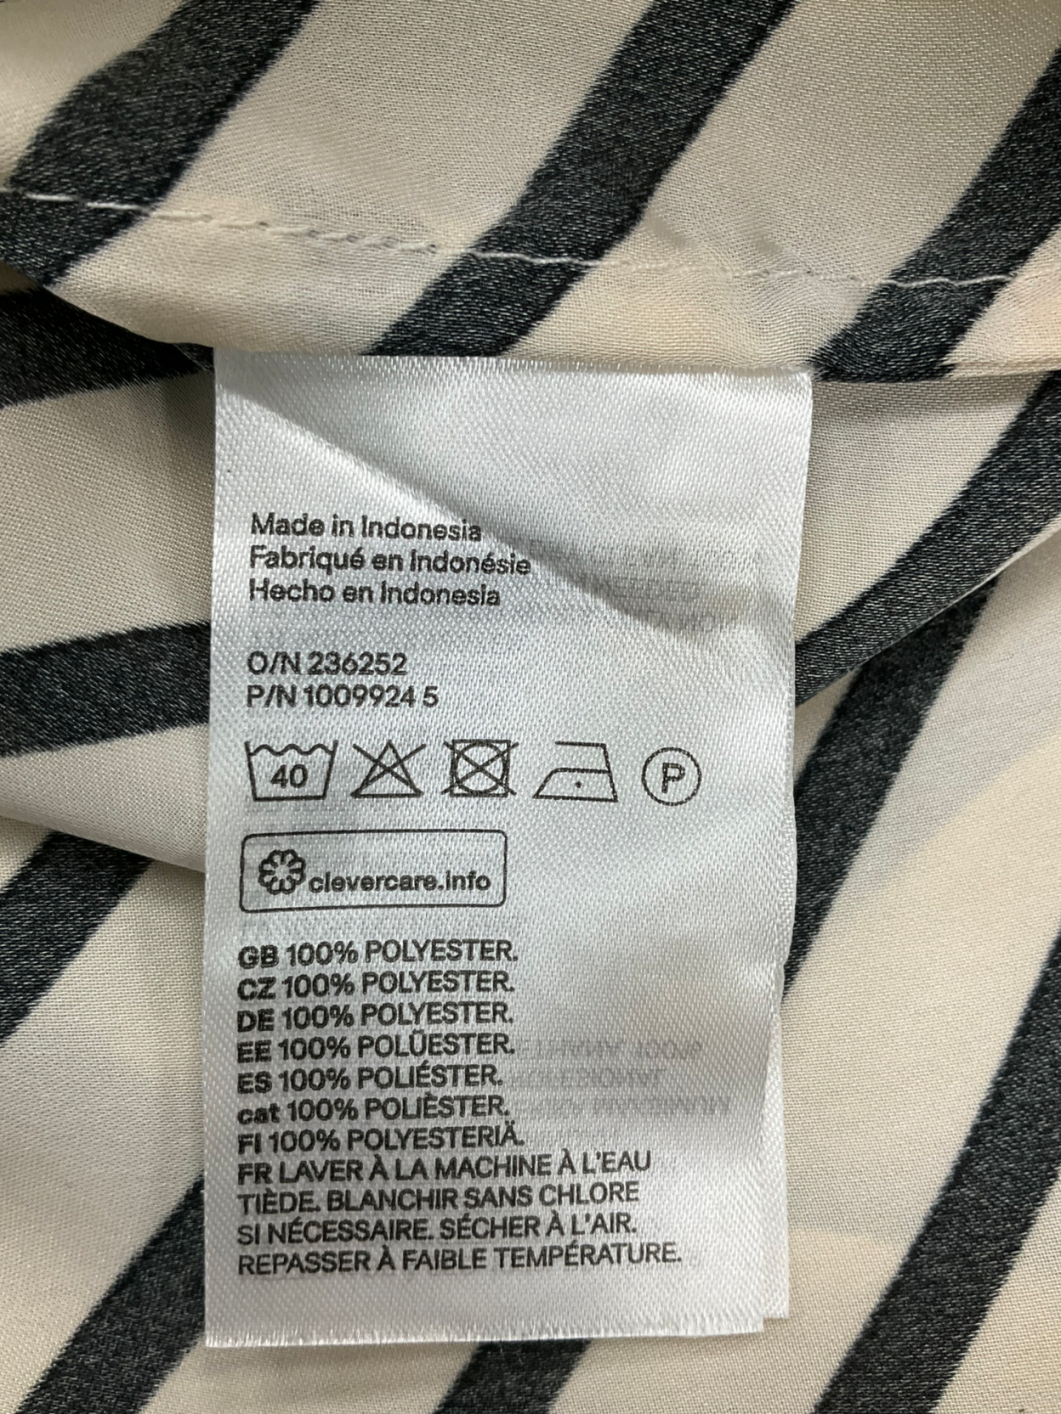 Made in Indonesia
Fabriqué en Indonésie
Hecho en Indonesia
O/N 236252
P/N 1009924 5
40 P
clevercare.info
GB 100% POLYESTER.
CZ 100% POLYESTER.
DE 100% POLYESTER.
EE 100% POLÜESTER.
ES 100% POLIÉSTER.
cat 100% POLIÈSTER.
FI 100% POLYESTERIÄ.
FR LAVER À LA MACHINE À L'EAU
TIÈDE. BLANCHIR SANS CHLORE
SI NÉCESSAIRE. SÉCHER À L'AIR.
REPASSER À FAIBLE TEMPÉRATURE.